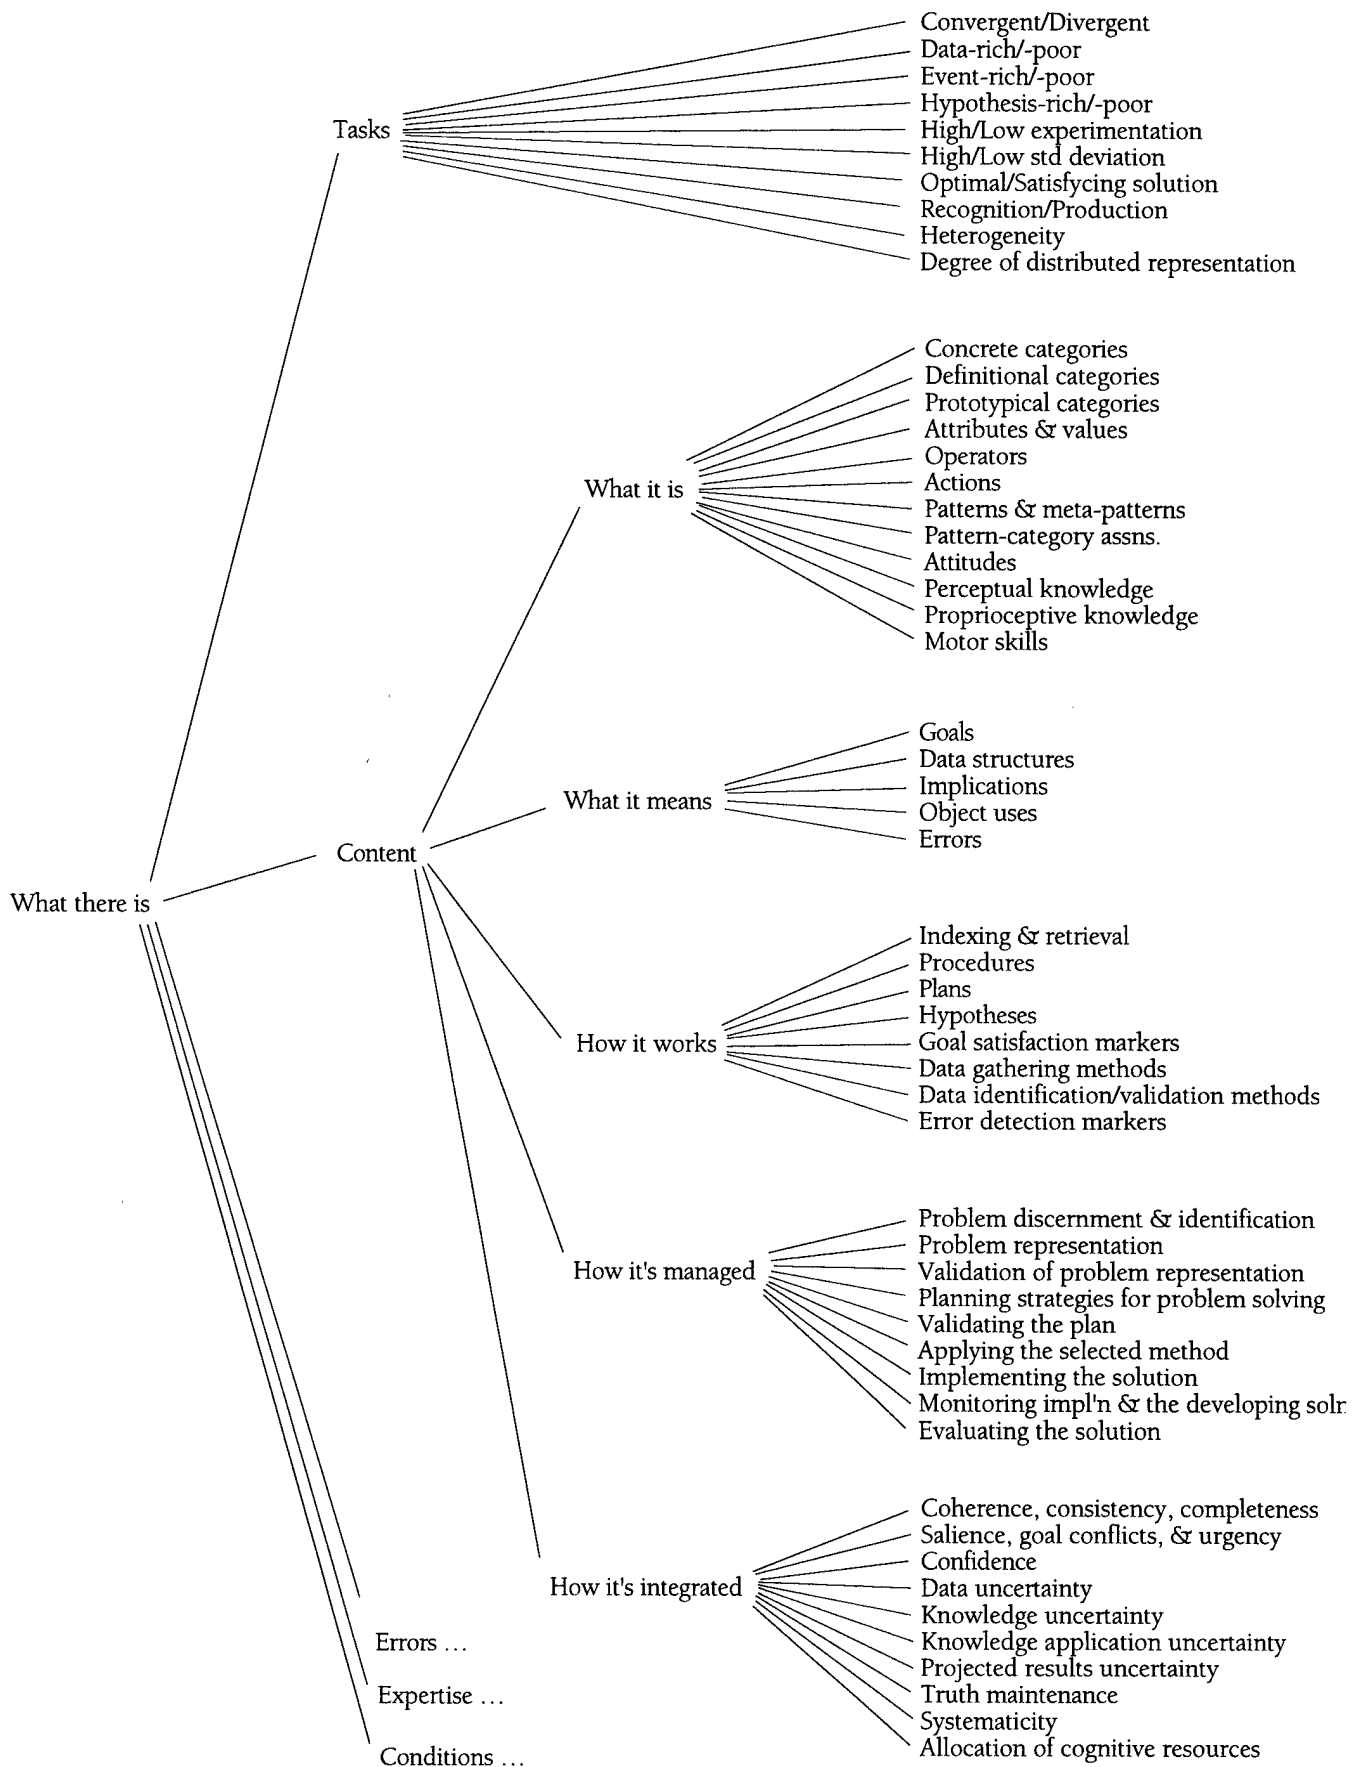 Convergent/Divergent
Data-rich/-poor
Event-rich/-poor
Hypothesis-rich/-poor
Tasks
High/Low experimentation
High/Low std deviation
Optimal/Satisfycing solution
Recognition/Production
Heterogeneity
Degree of distributed representation
Concrete categories
Definitional categories
Prototypical categories
Attributes & values
Operators
What it is
Actions
Patterns & meta-patterns
Pattern-category assns.
Attitudes
Perceptual knowledge
Proprioceptive knowledge
Motor skills
Goals
Data structures
Implications
What it means
Object uses
Errors
Content
What there is
Indexing & retrieval
Procedures
Plans
Hypotheses
How it works
Goal satisfaction markers
Data gathering methods
Data identification/validation methods
Error detection markers
Problem discernment & identification
Problem representation
How it's managed
Validation of problem representation
Planning strategies for problem solving
Validating the plan
Applying the selected method
Implementing the solution
Monitoring impl'n & the developing
Evaluating the solution
Coherence, consistency, completeness
Salience, goal conflicts, & urgency
Confidence
How it's integrated
Data uncertainty
Knowledge uncertainty
Knowledge application uncertainty
Projected results uncertainty
Truth maintenance
Systematicity
Allocation of cognitive resources
Errors ...
Expertise ...
Conditions ...